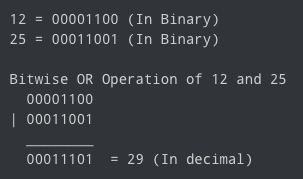 12 = 00001100 (In Binary)
25 = 00011001 (In Binary)
Bitwise OR Operation of 12 and 25
00001100
| 00011001
________
00011101 = 29 (In decimal)